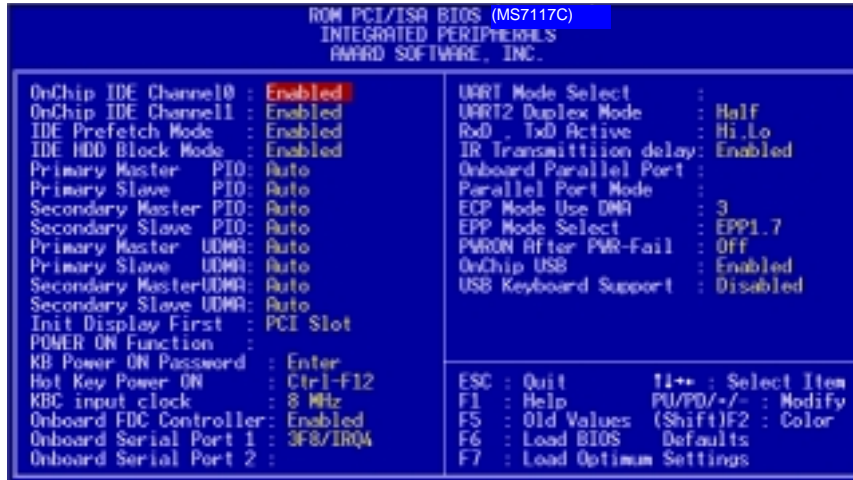 ROM PCI/ISA BIOS (MS7117C)
INTEGRATED PERIPHERALS
AWARD SOFTWARE, INC.
OnChip IDE Channel0 : Enabled
OnChip IDE Channel1 : Enabled
IDE Prefetch Mode : Enabled
IDE HDD Block Mode : Enabled
Primary Master PIO: Auto
Primary Slave PIO: Auto
Secondary Master PIO: Auto
Secondary Slave PIO: Auto
Primary Master UDMA: Auto
Primary Slave UDMA: Auto
Secondary MasterUDMA: Auto
Secondary Slave UDMA: Auto
Init Display First : PCI Slot
POWER ON Function :
KB Power ON Password : Enter
Hot Key Power ON : Ctrl-F12
KBC input clock : 8 MHz
Onboard FDC Controller: Enabled
Onboard Serial Port 1 : 3F8/IRQ4
Onboard Serial Port 2 :
UART Mode Select :
UART2 Duplex Mode : Half
RxD , TxD Active : Hi,Lo
IR Transmittiion delay: Enabled
Onboard Parallel Port :
Parallel Port Mode :
ECP Mode Use DMA : 3
EPP Mode Select : EPP1.7
PWRON After PWR-Fail : Off
OnChip USB : Enabled
USB Keyboard Support : Disabled
ESC : Quit ↑↓→← : Select Item
F1 : Help PU/PD/+/- : Modify
F5 : Old Values (Shift)F2 : Color
F6 : Load BIOS Defaults
F7 : Load Optimum Settings